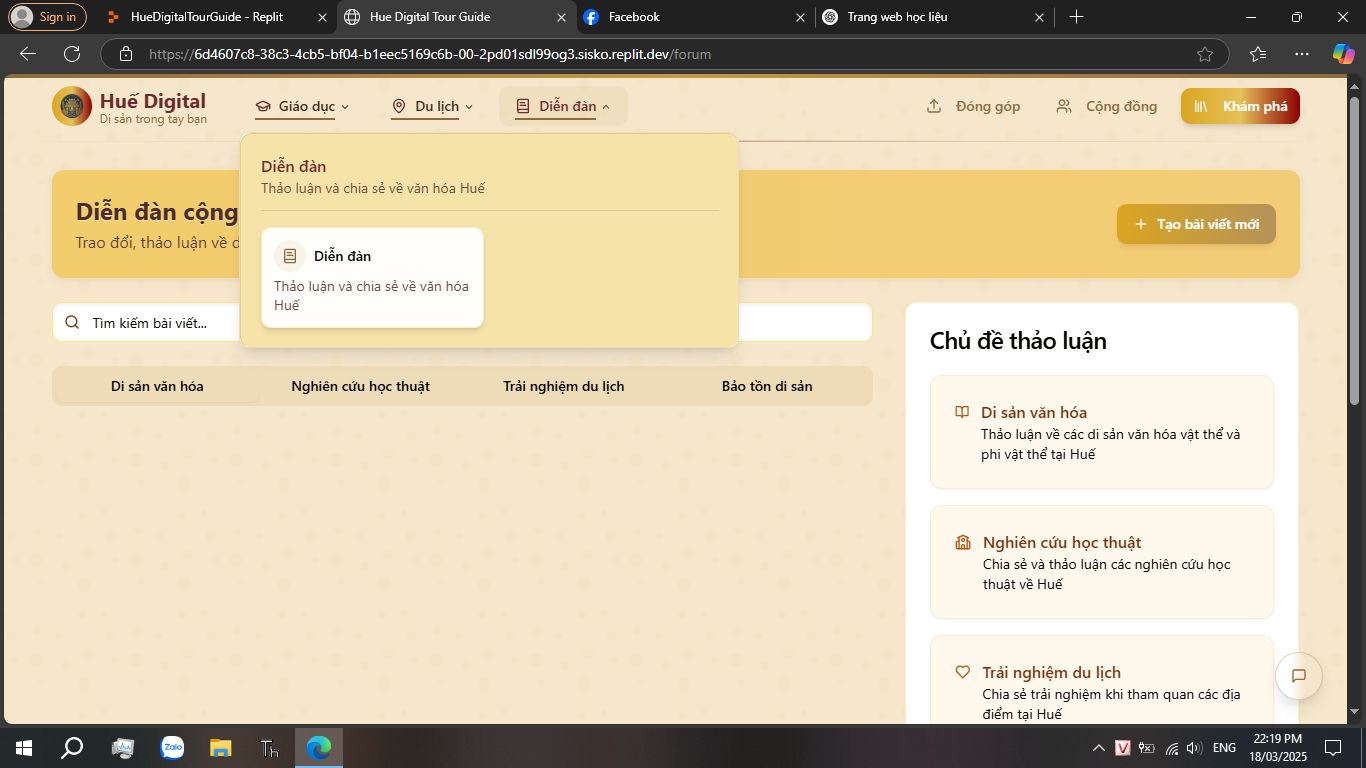 Sign in
HueDigitalTourGuide - Replit
Hue Digital Tour Guide
Facebook
Trang web học liệu
https://6d4607c8-38c3-4cb5-bf04-b1eec5169c6b-00-2pd01sdl99og3.sisko.replit.dev/forum
Huế Digital
Di sản trong tay bạn
Giáo dục
Du lịch
Diễn đàn
Đóng góp
Cộng đồng
Khám phá
Diễn đàn
Thảo luận và chia sẻ về văn hóa Huế
Diễn đàn
Thảo luận và chia sẻ về văn hóa
Huế
Diễn đàn cộng
Trao đổi, thảo luận về d
Tạo bài viết mới
Tìm kiếm bài viết...
Di sản văn hóa
Nghiên cứu học thuật
Trải nghiệm du lịch
Bảo tồn di sản
Chủ đề thảo luận
Di sản văn hóa
Thảo luận về các di sản văn hóa vật thể và
phi vật thể tại Huế
Nghiên cứu học thuật
Chia sẻ và thảo luận các nghiên cứu học
thuật về Huế
Trải nghiệm du lịch
Chia sẻ trải nghiệm khi tham quan các địa
điểm tại Huế
Zalo
Th
V
ENG
22:19 PM
18/03/2025